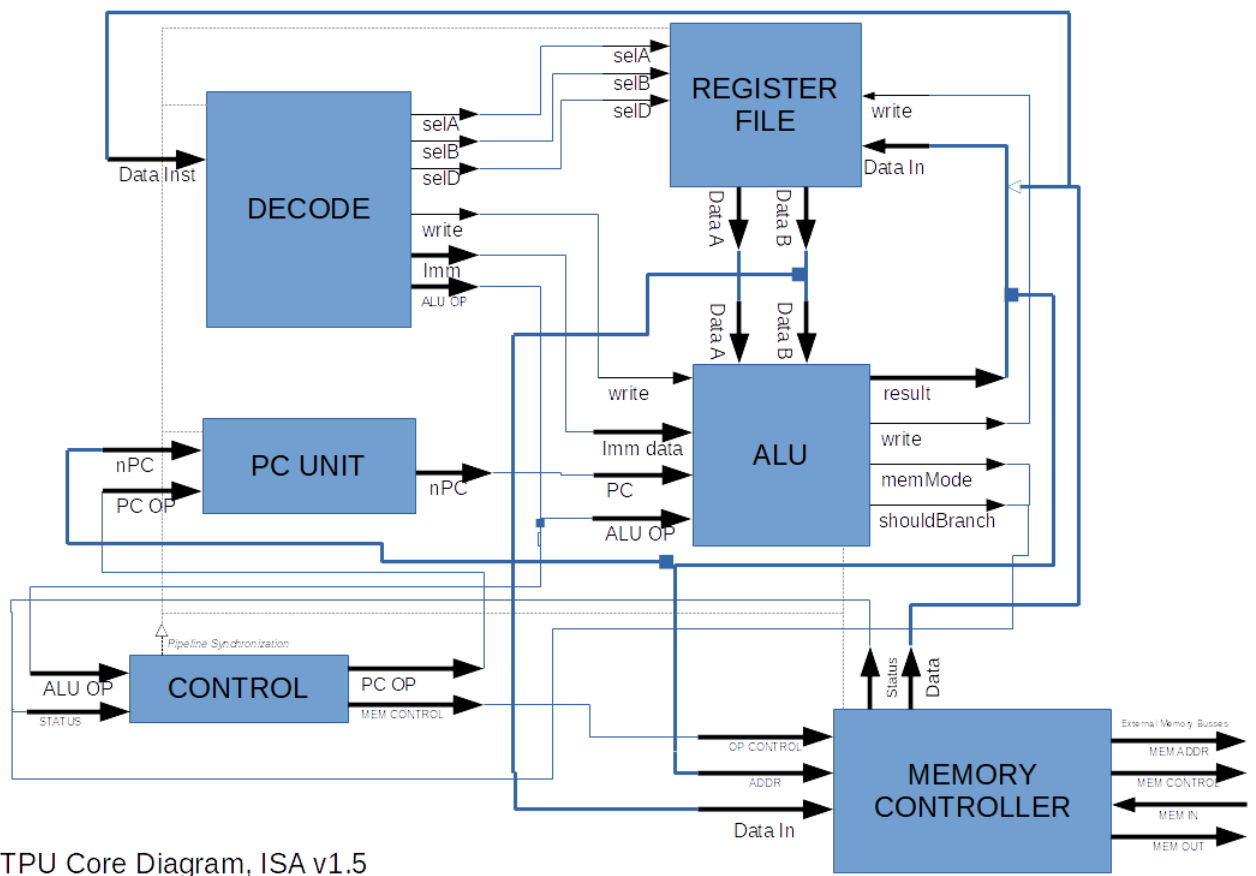 selA
selB
selD
REGISTER
FILE
write
Data In
selA
selB
selD
Data Inst
DECODE
write
Imm
ALU OP
Data A
Data B
Data A
Data B
write
result
Imm data
write
ALU
nPC
PC UNIT
nPC
PC
memMode
PC OP
ALU OP
shouldBranch
Pipeline Synchronization
ALU OP
CONTROL
PC OP
STATUS
MEM CONTROL
Status
Data
External Memory Busses
OP CONTROL
MEM ADDR
ADDR
MEMORY
CONTROLLER
MEM CONTROL
Data In
MEM IN
MEM OUT
TPU Core Diagram, ISA v1.5